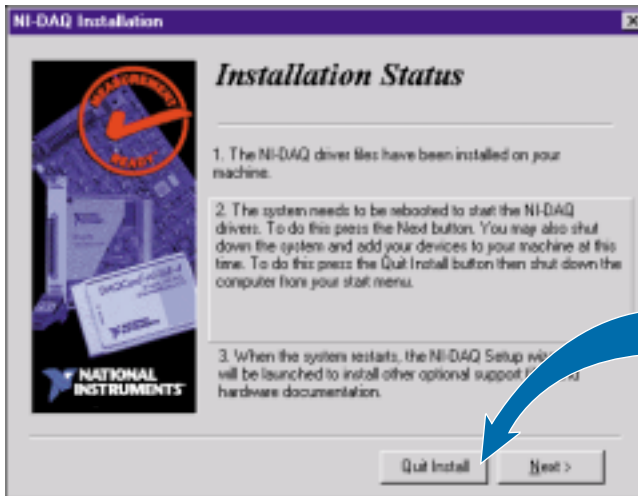 NI-DAQ Installation
MEASUREMENT
READY
Installation Status
1. The NI-DAQ driver files have been installed on your
machine.
2. The system needs to be rebooted to start the NI-DAQ
drivers. To do this press the Next button. You may also shut
down the system and add your devices to your machine at this
time. To do this press the Quit Install button then shut down the
computer from your start menu.
3. When the system restarts, the NI-DAQ Setup
will be launched to install other optional support
hardware documentation.
NATIONAL
INSTRUMENTS
Quit Install
Next >